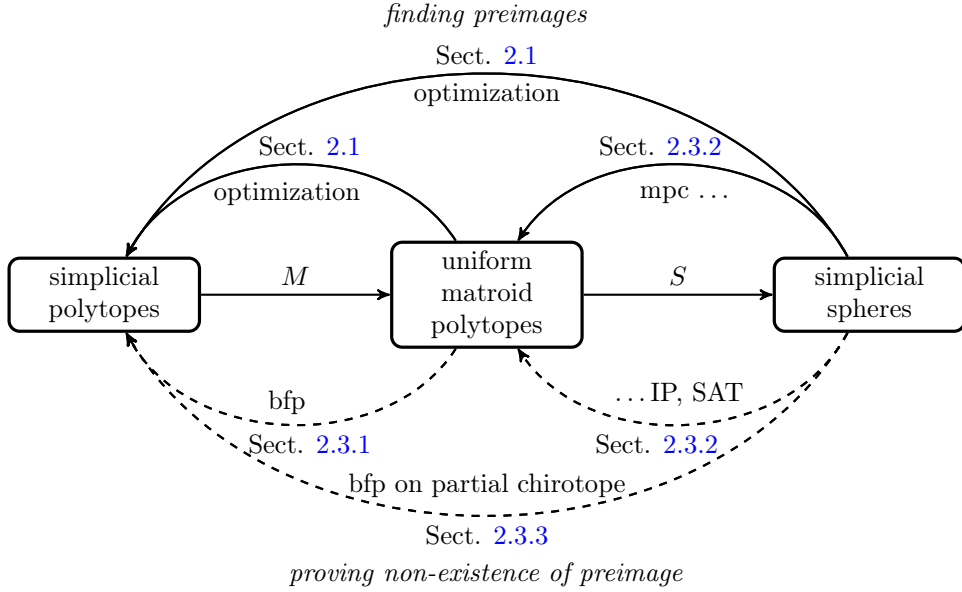 finding preimages
Sect. 2.1
optimization
Sect. 2.1
optimization
Sect. 2.3.2
mpc ...
simplicial
polytopes
M
uniform
matroid
polytopes
S
simplicial
spheres
bfp
Sect. 2.3.1
... IP, SAT
Sect. 2.3.2
bfp on partial chirotope
Sect. 2.3.3
proving non-existence of preimage